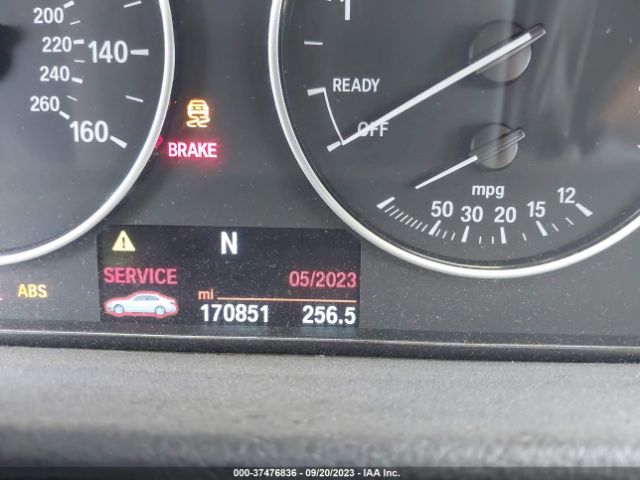 200
220
240
260
140
160
BRAKE
ABS
N
SERVICE 05/2023
mi
170851 256.5
1
READY
OFF
mpg
50 30 20 15 12
000-37476836 - 09/20/2023 - IAA Inc.